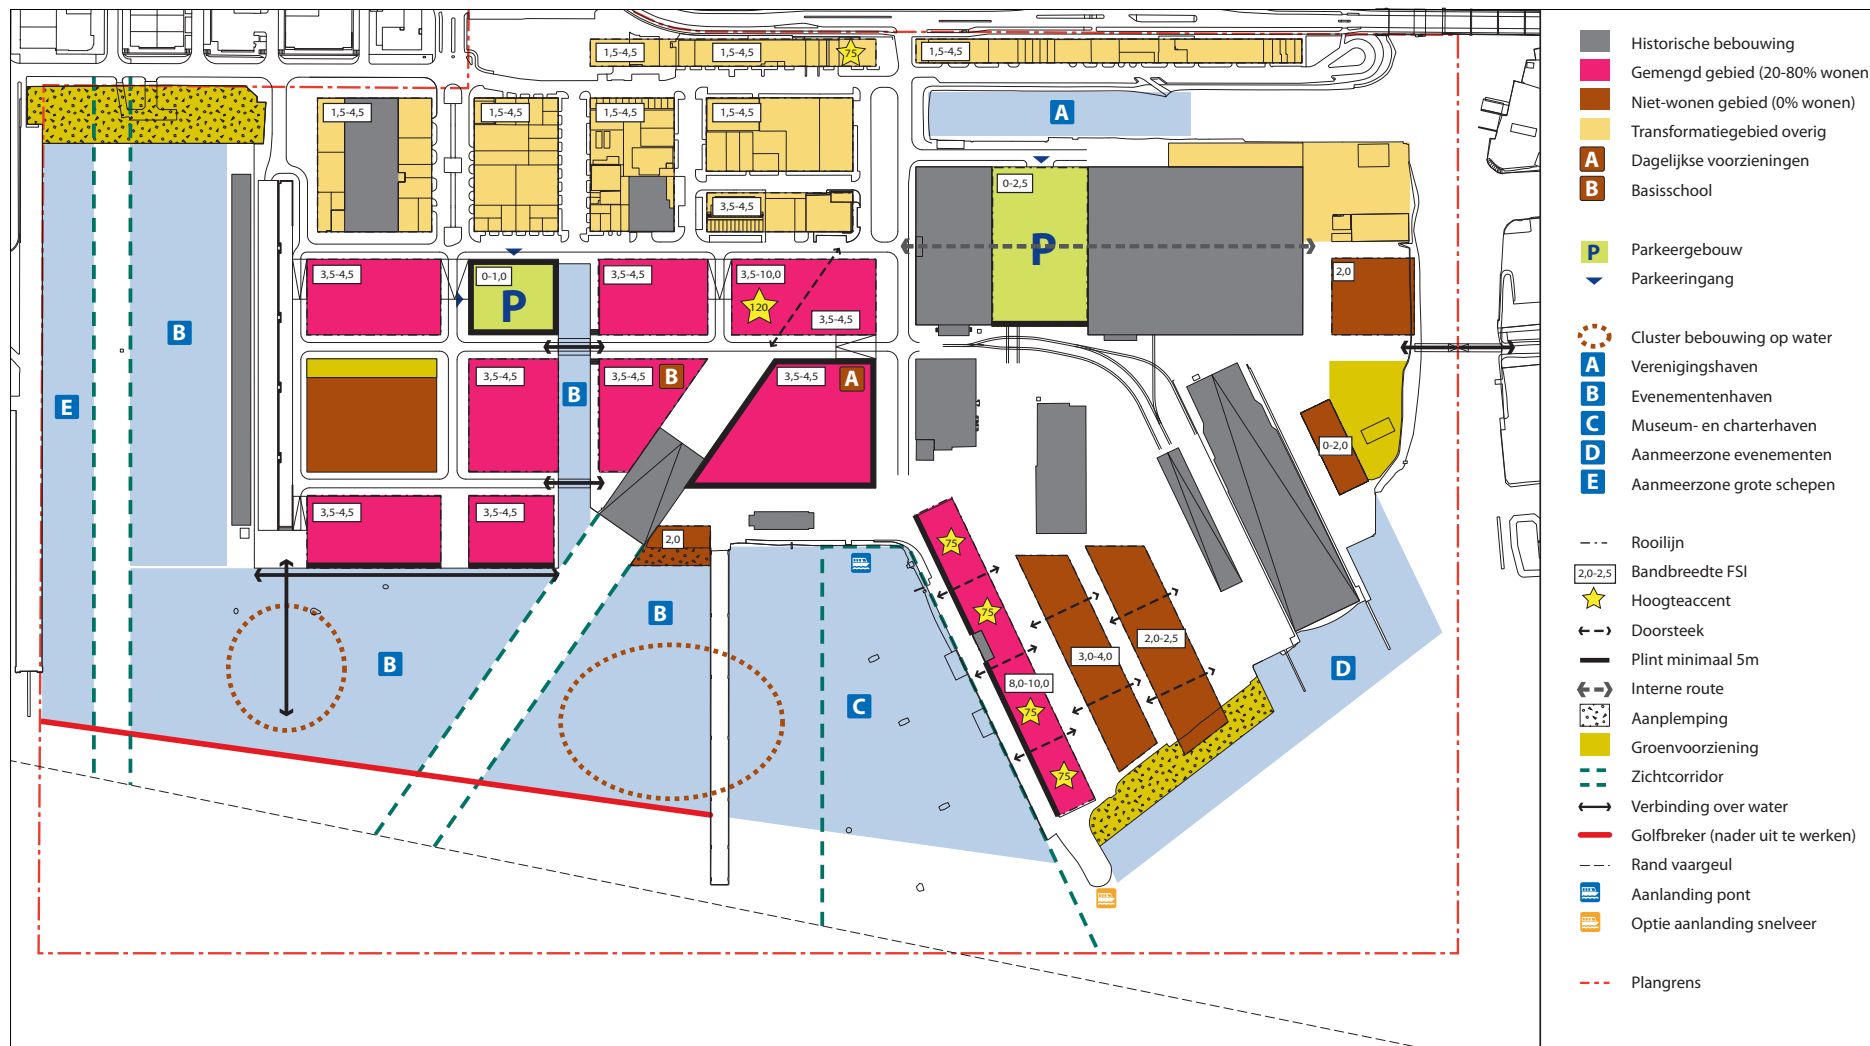 1,5-4,5
1,5-4,5
75
1,5-4,5
1,5-4,5
1,5-4,5
1,5-4,5
1,5-4,5
A
0-2,5
3,5-4,5
P
3,5-4,5
0-1,0
P
3,5-4,5
3,5-10,0
120
3,5-4,5
2,0
B
E
3,5-4,5
B
3,5-4,5
B
3,5-4,5
A
0-2,0
3,5-4,5
3,5-4,5
2,0
75
75
B
B
C
8,0-10,0
75
75
3,0-4,0
2,0-2,5
D
Historische bebouwing
Gemengd gebied (20-80% wonen
Niet-wonen gebied (0% wonen)
Transformatiegebied overig
A Dagelijkse voorzieningen
B Basisschool
P Parkeergebouw
Parkeeringang
Cluster bebouwing op water
A Verenigingshaven
B Evenementenhaven
C Museum- en charterhaven
D Aanmeerzone evenementen
E Aanmeerzone grote schepen
Rooilijn
2,0-2,5 Bandbreedte FSI
Hoogteaccent
Doorsteek
Plint minimaal 5m
Interne route
Aanplemping
Groenvoorziening
Zichtcorridor
Verbinding over water
Golfbreker (nader uit te werken)
Rand vaargeul
Aanlanding pont
Optie aanlanding snelveer
Plangrens